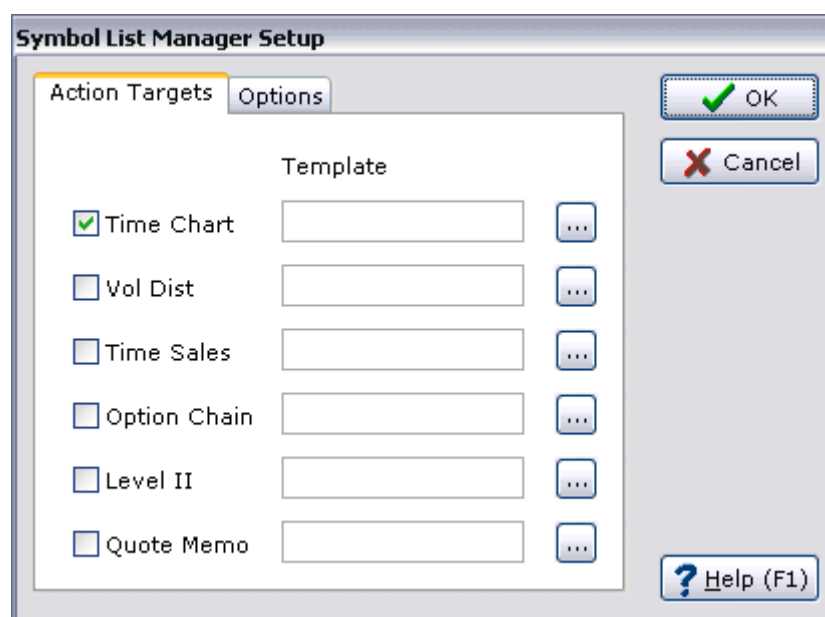 Symbol List Manager Setup
Action Targets Options
OK
Cancel
Template
Time Chart ...
Vol Dist ...
Time Sales ...
Option Chain ...
Level II ...
Quote Memo ...
Help (F1)